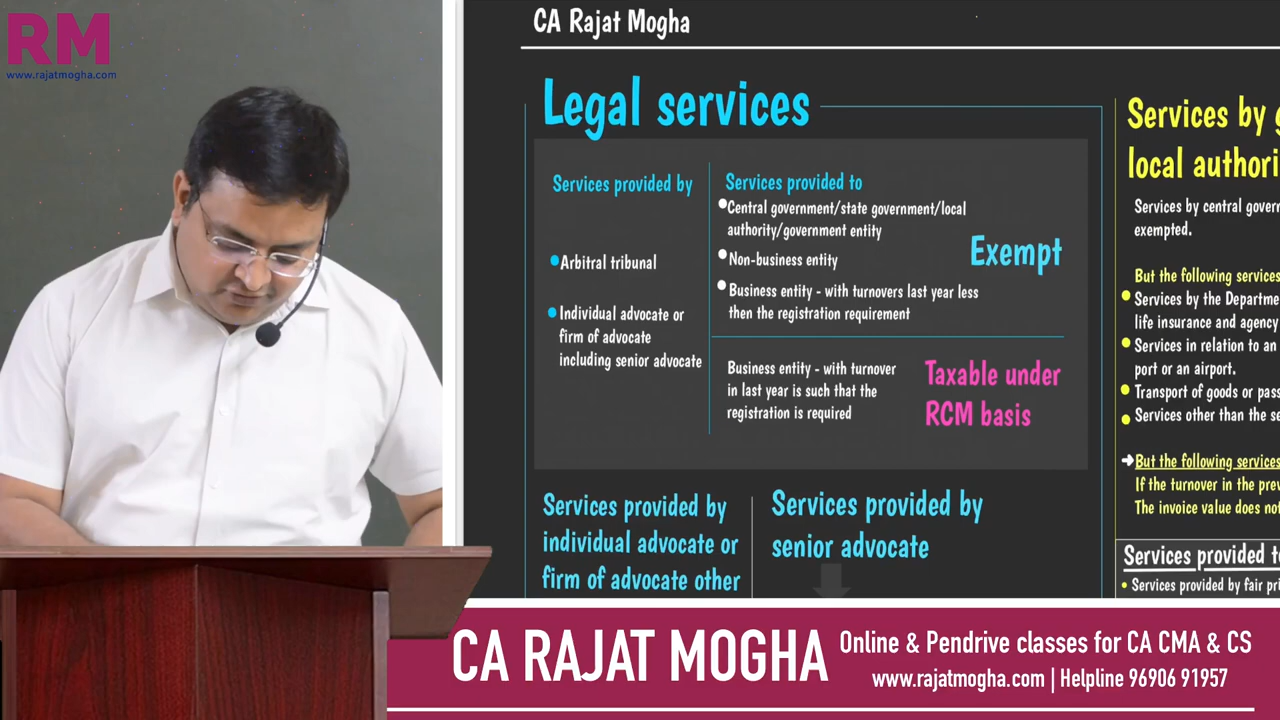 RM
www.rajatmogha.com
CA Rajat Mogha
Legal services
Services provided by
Arbitral tribunal
Individual advocate or
firm of advocate
including senior advocate
Services provided to
Central government/state government/local
authority/government entity
Non-business entity
Business entity - with turnovers last year less
then the registration requirement
Exempt
Business entity - with turnover
in last year is such that the
registration is required
Taxable under
RCM basis
Services provided by
individual advocate or
firm of advocate other
Services provided by
senior advocate
Services by
local authori
Services by central gover
exempted.
But the following services
Services by the Departme
life insurance and agency
Services in relation to an
port or an airport.
Transport of goods or pass
Services other than the se
But the following services
If the turnover in the prev
The invoice value does not
Services provided to
Services provided by fair pri
CA RAJAT MOGHA
Online & Pendrive classes for CA CMA & CS
www.rajatmogha.com | Helpline 96906 91957